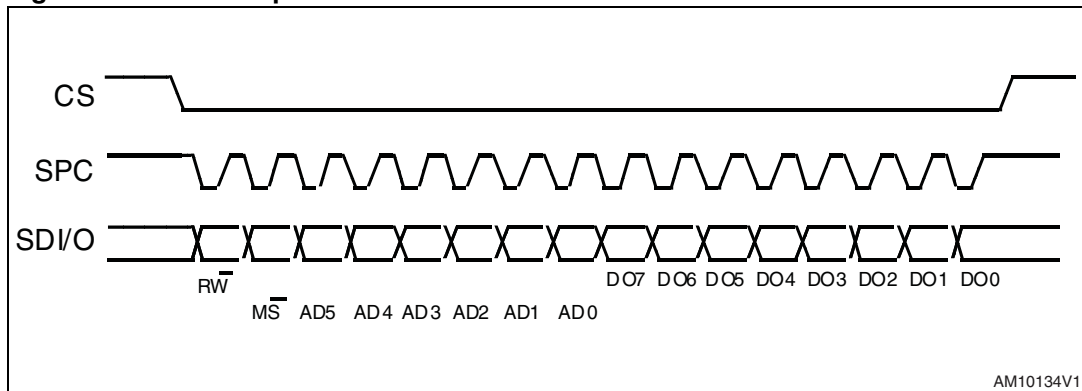 CS
SPC
SDI/O
RW
DO7 DO6 DO5 DO4 DO3 DO2 DO1 DO0
MS AD5 AD4 AD3 AD2 AD1 AD0
AM10134V1